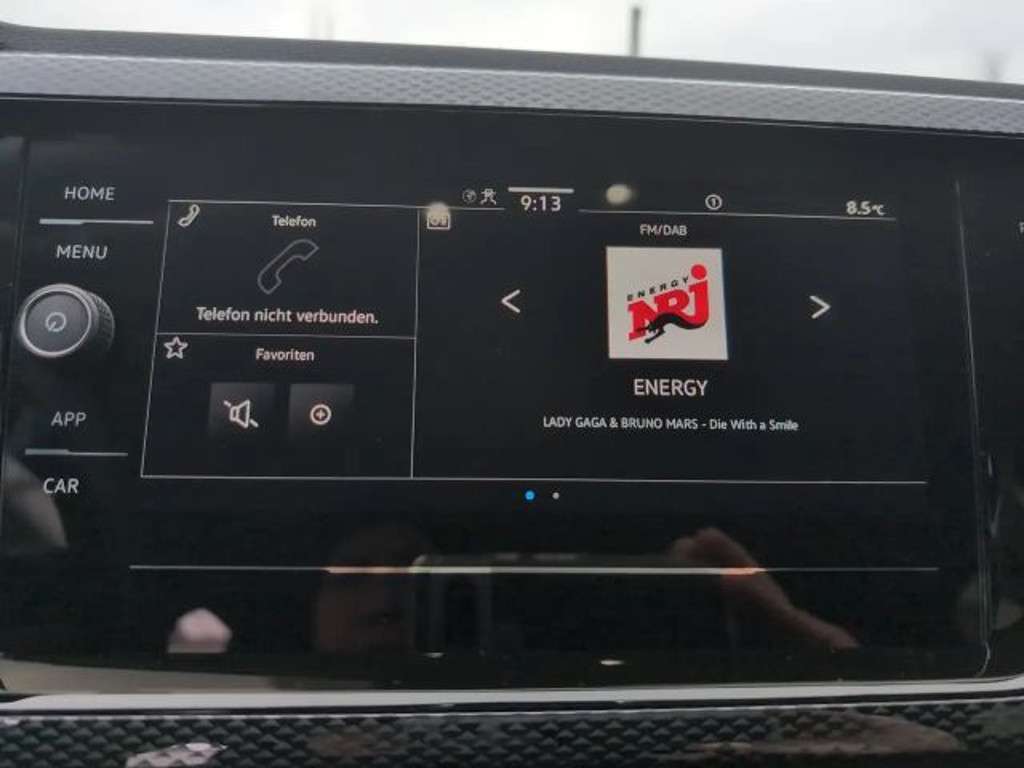 HOME
MENU
APP
CAR
9:13
1
8.5°C
Telefon
Telefon nicht verbunden.
Favoriten
FM/DAB
ENERGY
NRJ
ENERGY
LADY GAGA & BRUNO MARS - Die With a Smile